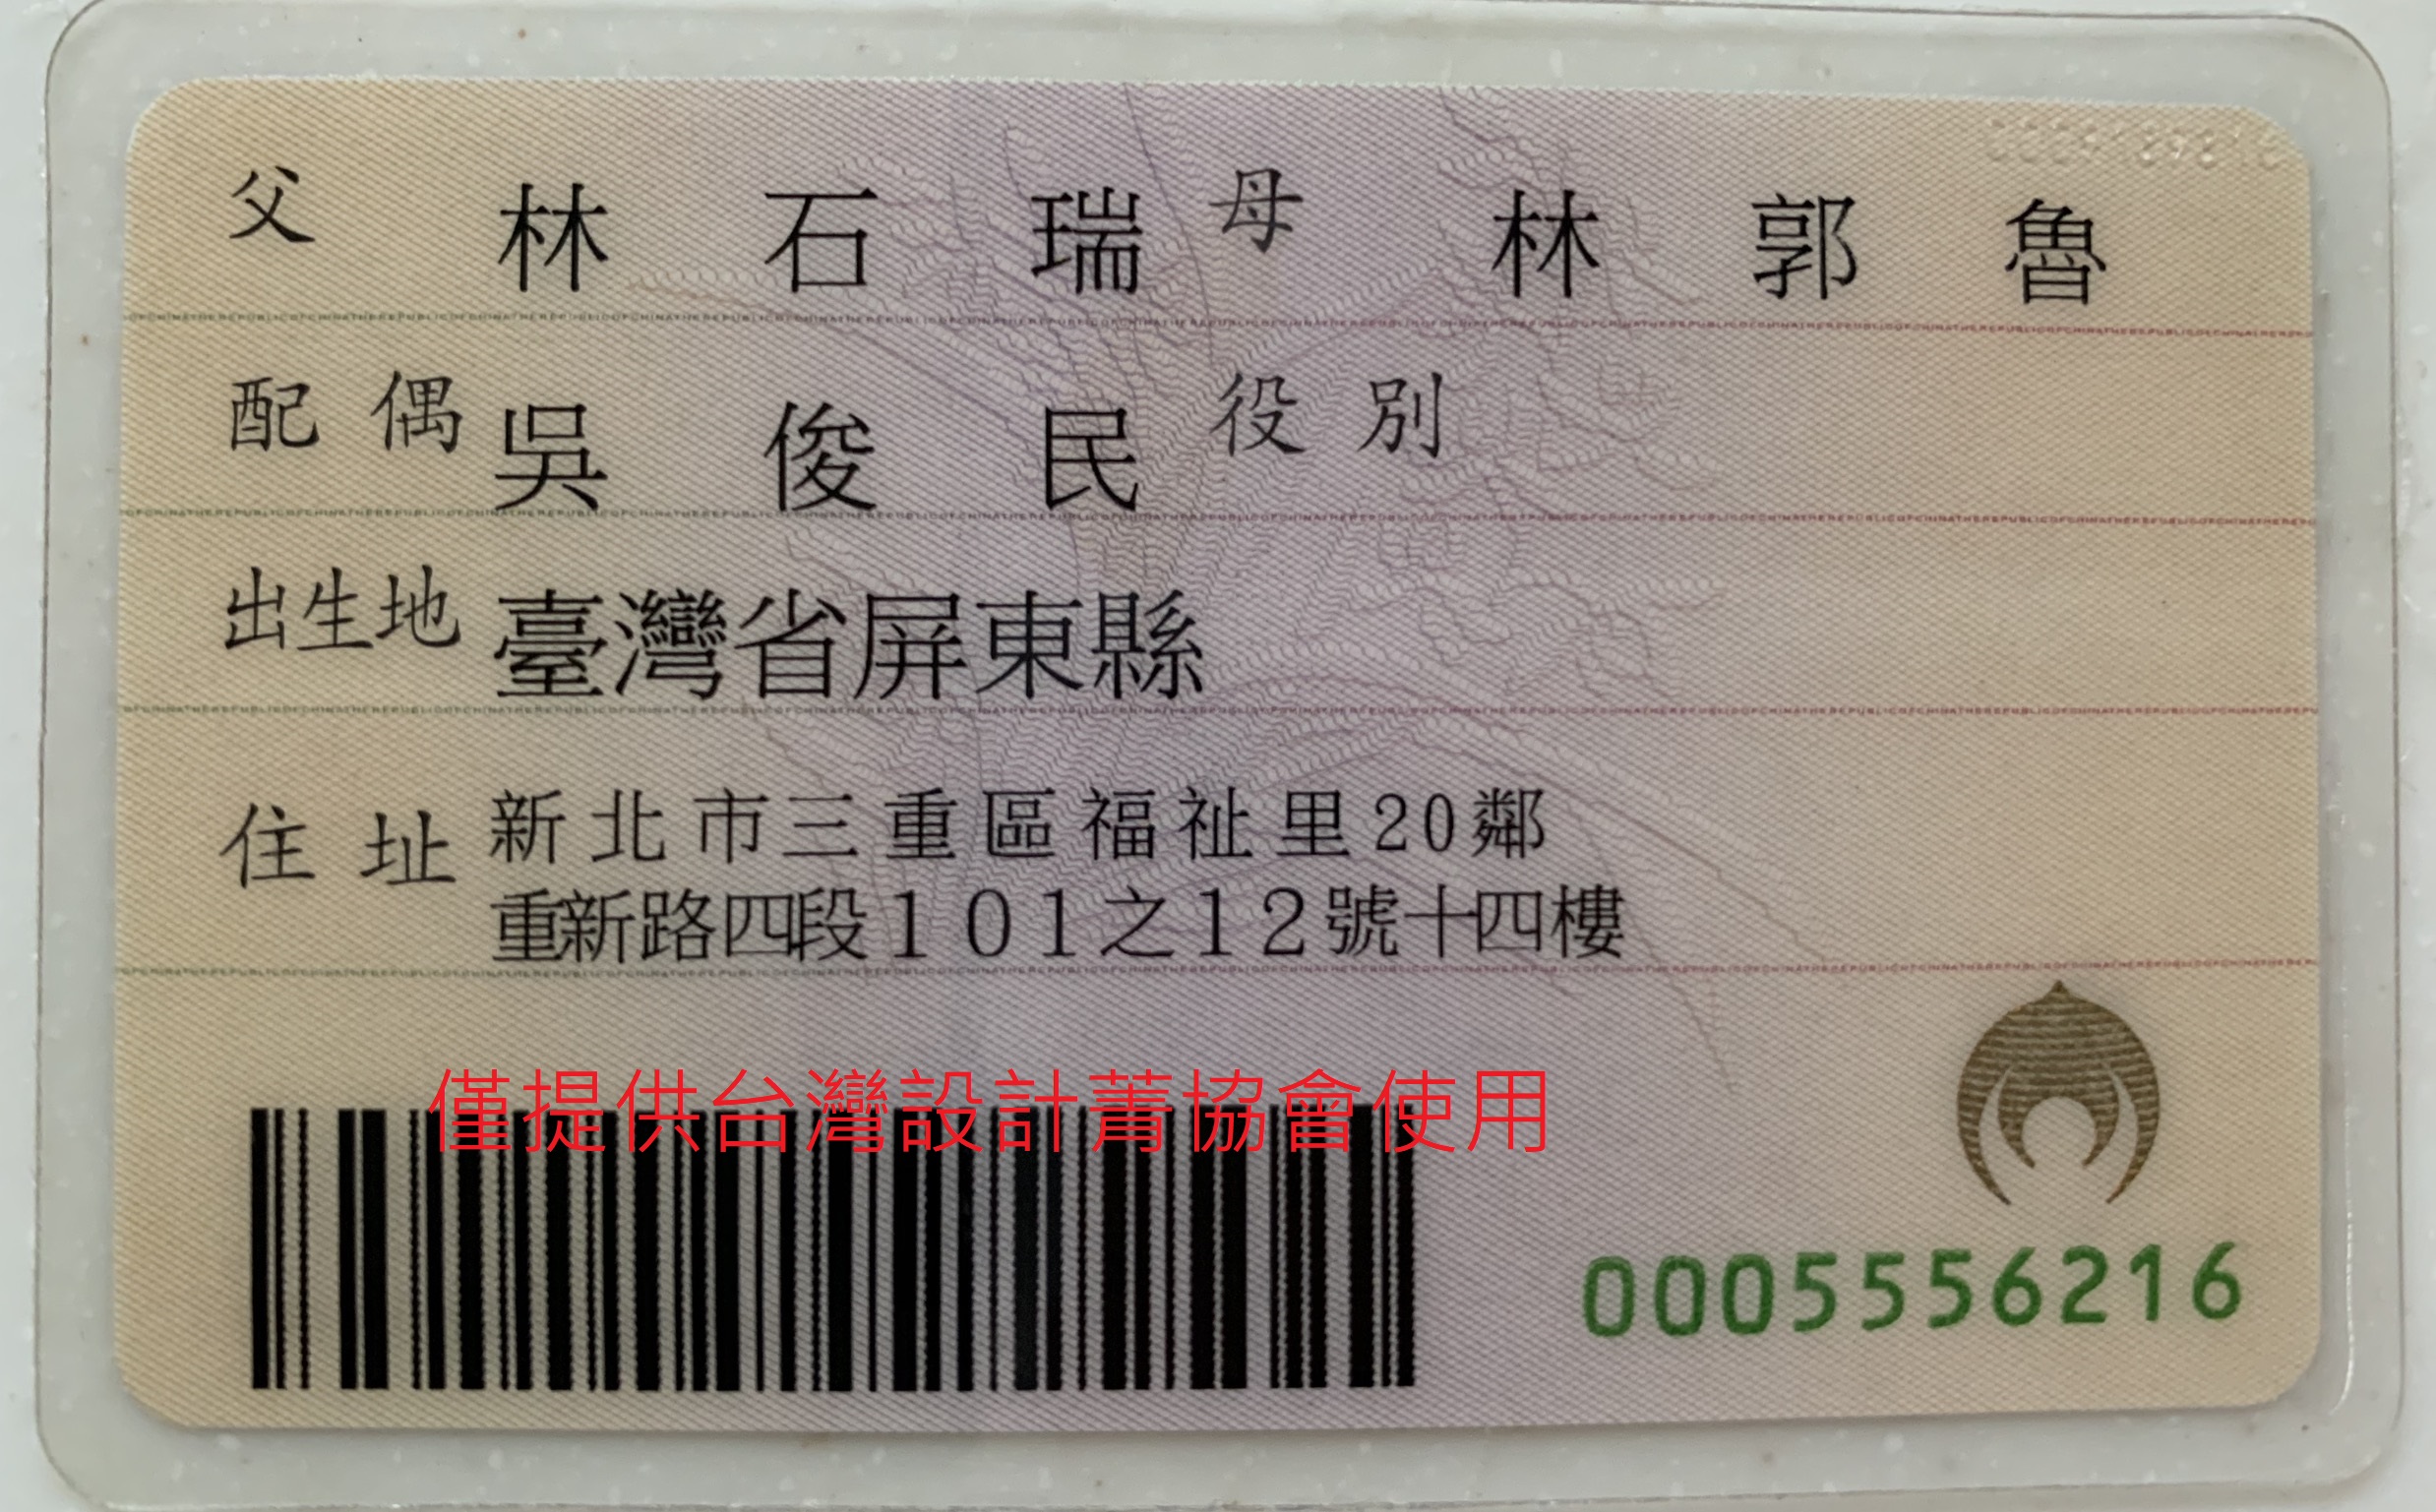 父 林石瑞 母 林郭魯
配偶 吳俊民 役別
出生地 臺灣省屏東縣
住址 新北市三重區福祉里20鄰
重新路四段101之12號十四樓
僅提供台灣設計菁協會使用
0005556216